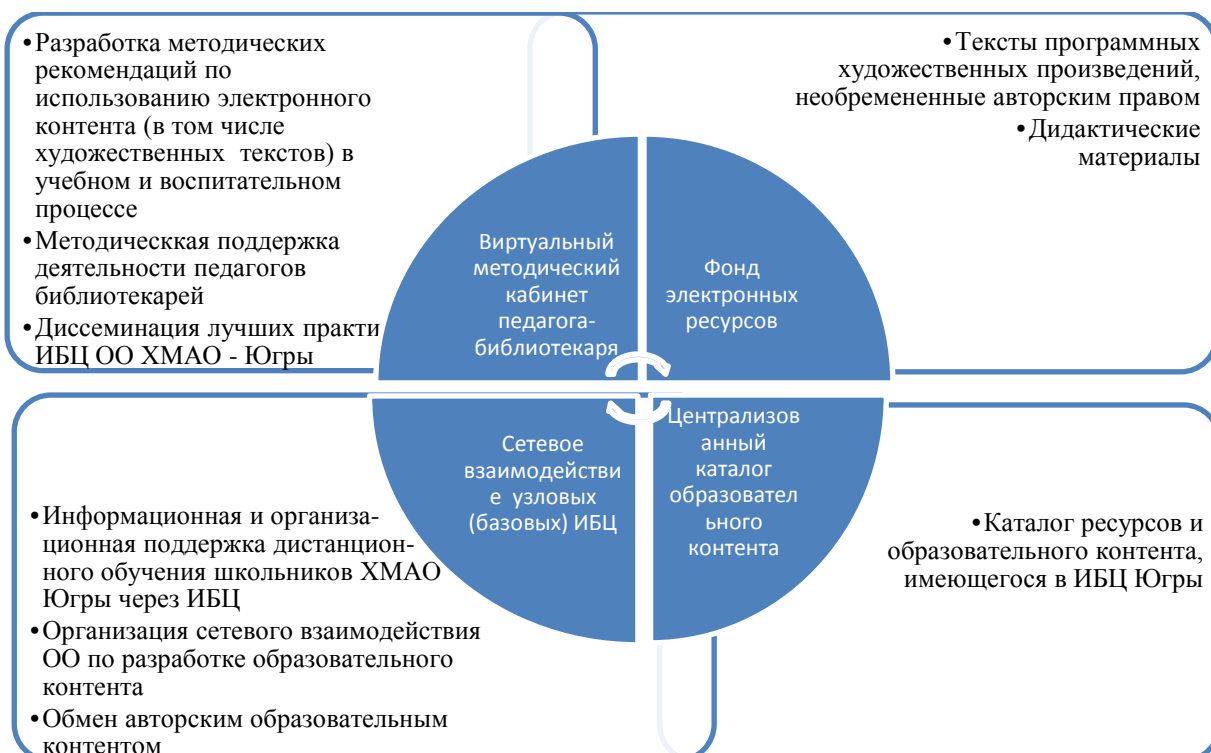 •Разработка методических
рекомендаций по
использованию электронного
контента (в том числе
художественных текстов) в
учебном и воспитательном
процессе
•Методическкая поддержка
деятельности педагогов
библиотекарей
•Диссеминация лучших практи
ИБЦ ОО ХМАО - Югры
•Тексты программных
художественных произведений,
необремененные авторским правом
•Дидактические
материалы
Виртуальный
методический
кабинет
педагога-
библиотекаря
Фонд
электронных
ресурсов
Сетевое
взаимодействи
е узловых
(базовых) ИБЦ
Централизов
анный
каталог
образовател
ьного
контента
•Информационная и организа-
ционная поддержка дистанцион-
ного обучения школьников ХМАО
Югры через ИБЦ
•Организация сетевого взаимодействия
ОО по разработке образовательного
контента
•Обмен авторским образовательным
контентом
•Каталог ресурсов и
образовательного контента,
имеющегося в ИБЦ Югры